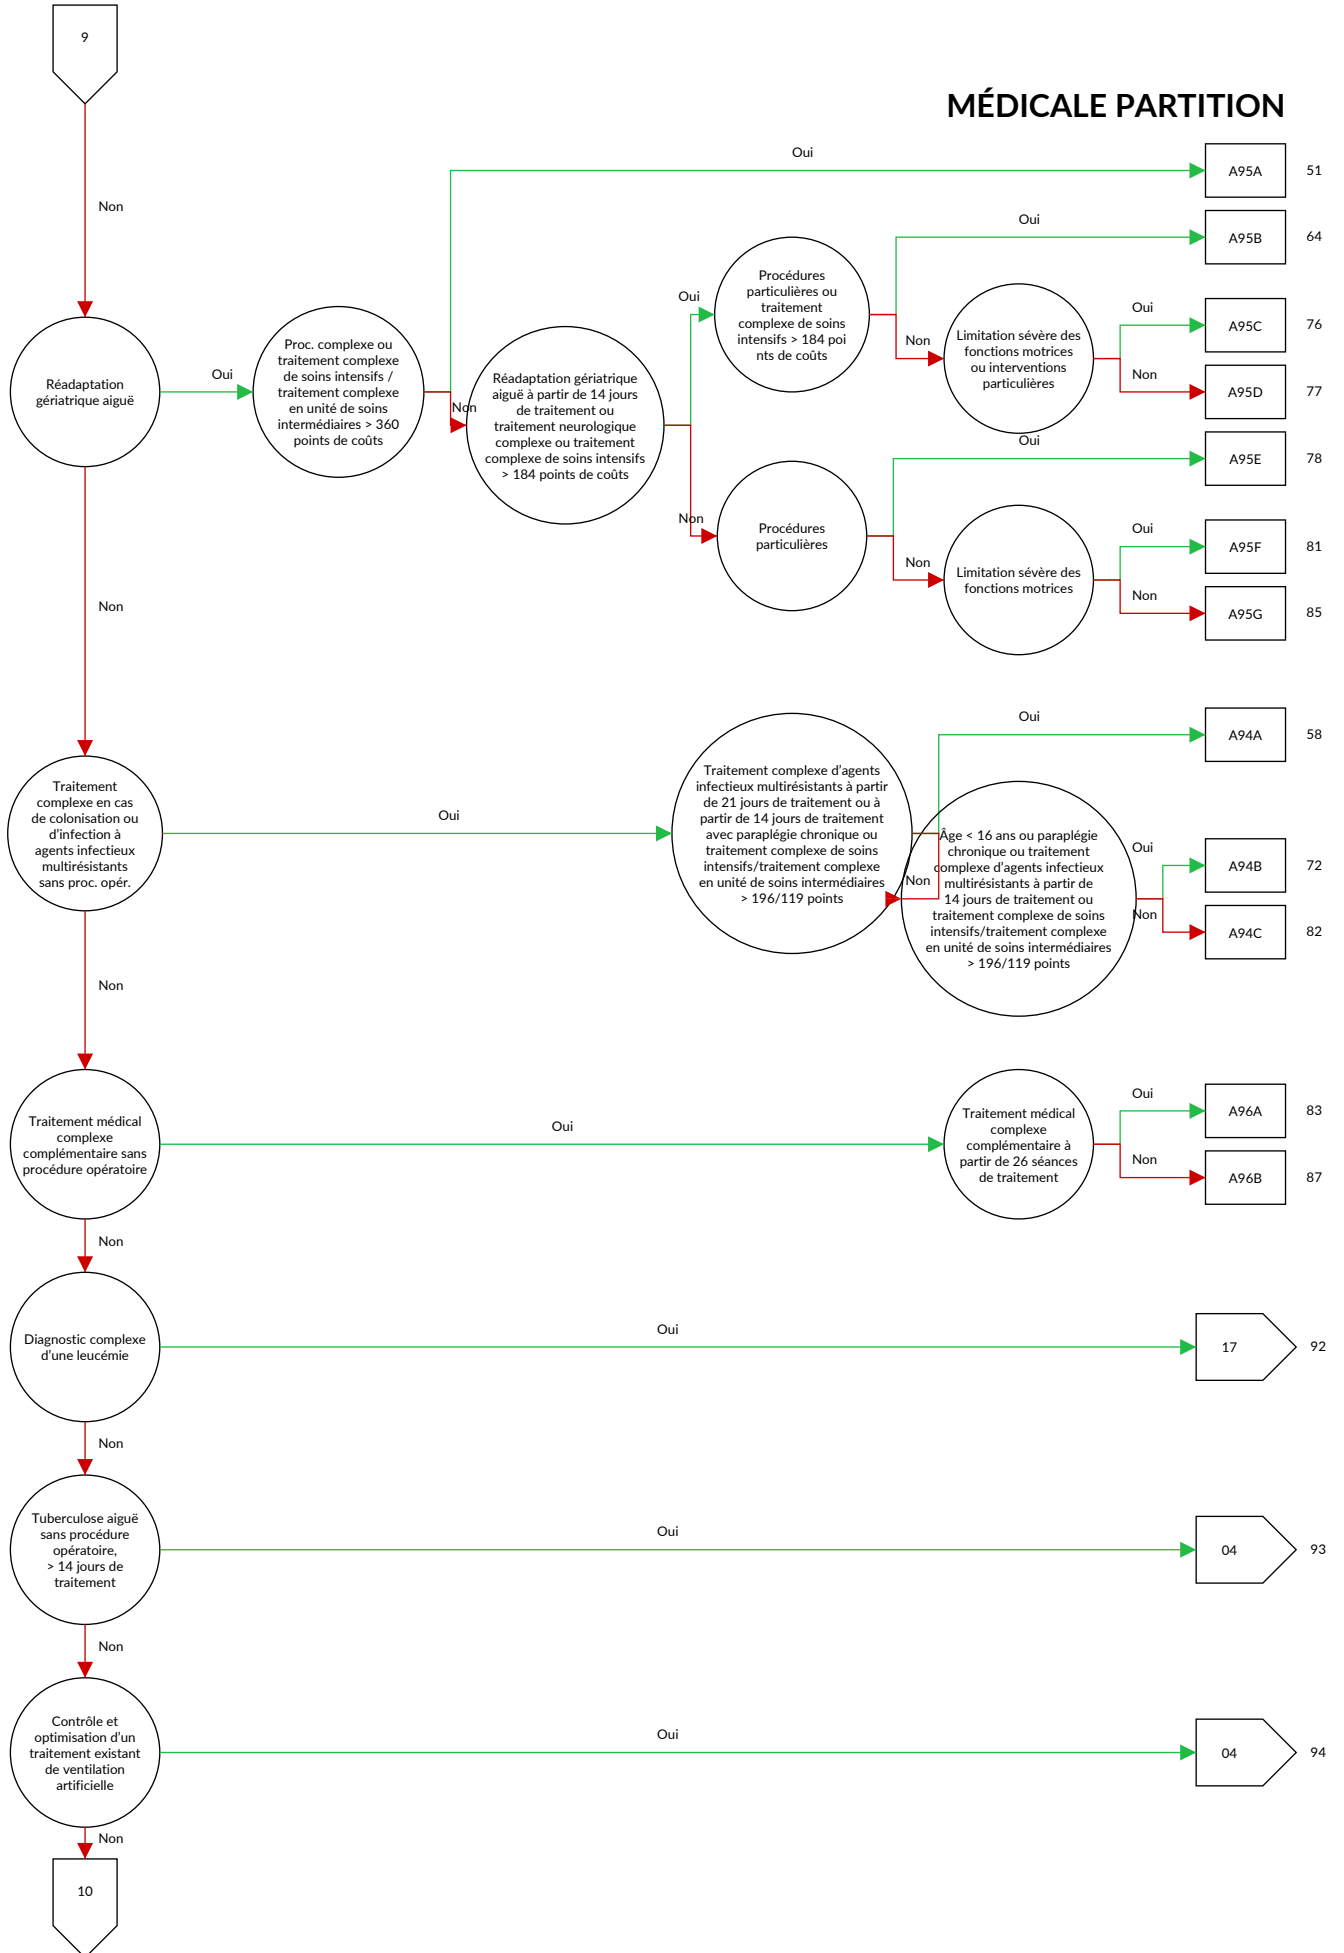 9
MÉDICALE PARTITION
Non
Réadaptation
gériatrique aiguë
Oui
Proc. complexe ou
traitement complexe
de soins intensifs /
traitement complexe
en unité de soins
intermédiaires > 360
points de coûts
Oui
A95A
51
Non
Réadaptation gériatrique
aiguë à partir de 14 jours
de traitement ou
traitement neurologique
complexe ou traitement
complexe de soins intensifs
> 184 points de coûts
Oui
Procédures
particulières ou
traitement
complexe de soins
intensifs > 184 poi
nts de coûts
Oui
A95B
64
Non
Limitation sévère des
fonctions motrices
ou interventions
particulières
Oui
A95C
76
Non
A95D
77
Non
Procédures
particulières
Oui
A95E
78
Non
Limitation sévère des
fonctions motrices
Oui
A95F
81
Non
A95G
85
Non
Traitement
complexe en cas
de colonisation ou
d'infection à
agents infectieux
multirésistants
sans proc. opér.
Oui
Traitement complexe d'agents
infectieux multirésistants à partir
de 21 jours de traitement ou à
partir de 14 jours de traitement
avec paraplégie chronique ou
traitement complexe de soins
intensifs/traitement complexe
en unité de soins intermédiaires
> 196/119 points
Oui
A94A
58
Non
Âge < 16 ans ou paraplégie
chronique ou traitement
complexe d'agents infectieux
multirésistants à partir de
14 jours de traitement ou
traitement complexe de soins
intensifs/traitement complexe
en unité de soins intermédiaires
> 196/119 points
Oui
A94B
72
Non
A94C
82
Non
Traitement médical
complexe
complémentaire sans
procédure opératoire
Oui
Traitement médical
complexe
complémentaire à
partir de 26 séances
de traitement
Oui
A96A
83
Non
A96B
87
Non
Diagnostic complexe
d'une leucémie
Oui
17
92
Non
Tuberculose aiguë
sans procédure
opératoire,
> 14 jours de
traitement
Oui
04
93
Non
Contrôle et
optimisation d'un
traitement existant
de ventilation
artificielle
Oui
04
94
Non
10